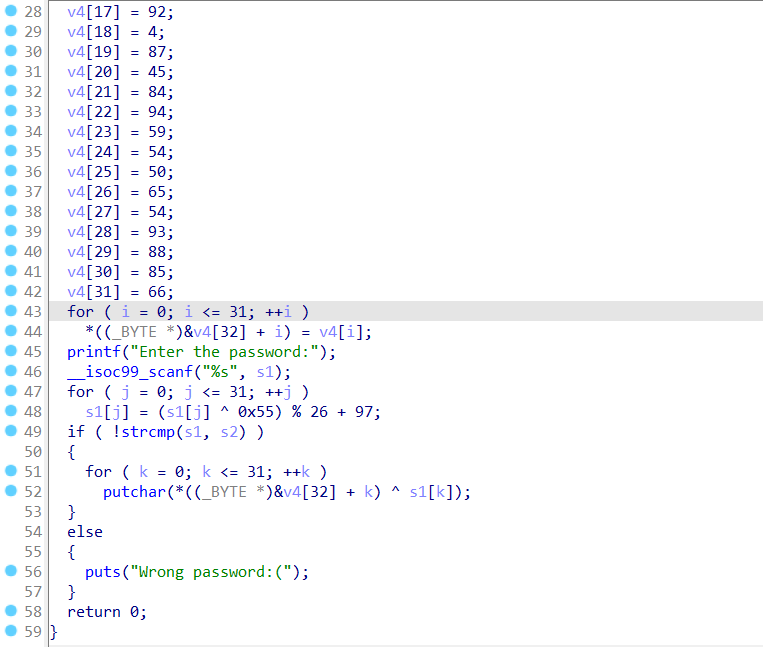 28 v4[17] = 92;
29 v4[18] = 4;
30 v4[19] = 87;
31 v4[20] = 45;
32 v4[21] = 84;
33 v4[22] = 94;
34 v4[23] = 59;
35 v4[24] = 54;
36 v4[25] = 50;
37 v4[26] = 65;
38 v4[27] = 54;
39 v4[28] = 93;
40 v4[29] = 88;
41 v4[30] = 85;
42 v4[31] = 66;
43 for ( i = 0; i <= 31; ++i )
44 *((_BYTE *)&v4[32] + i) = v4[i];
45 printf("Enter the password:");
46 __isoc99_scanf("%s", s1);
47 for ( j = 0; j <= 31; ++j )
48 s1[j] = (s1[j] ^ 0x55) % 26 + 97;
49 if ( !strcmp(s1, s2) )
50 {
51 for ( k = 0; k <= 31; ++k )
52 putchar(*((_BYTE *)&v4[32] + k) ^ s1[k]);
53 }
54 else
55 {
56 puts("Wrong password:(");
57 }
58 return 0;
59 }